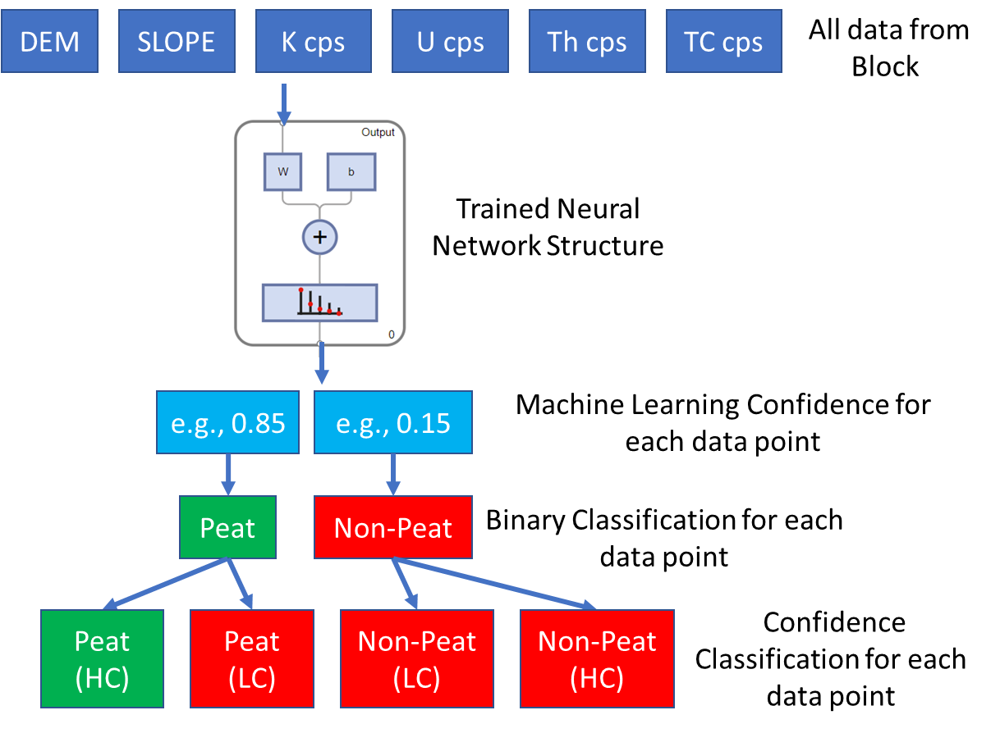 DEM
SLOPE
K cps
U cps
Th cps
TC cps
All data from
Block
Output
W
b
+
0
Trained Neural
Network Structure
e.g., 0.85
e.g., 0.15
Machine Learning Confidence for
each data point
Peat
Non-Peat
Binary Classification for each
data point
Peat
(HC)
Peat
(LC)
Non-Peat
(LC)
Non-Peat
(HC)
Confidence
Classification for each
data point